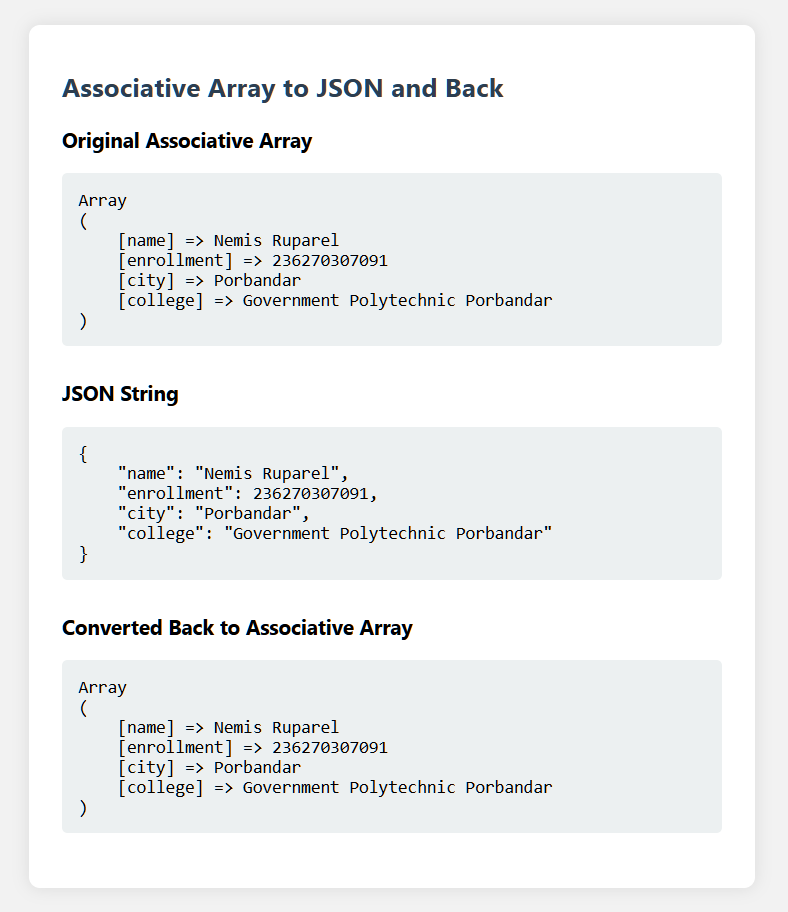 Associative Array to JSON and Back
Original Associative Array
Array
(
    [name] => Nemis Ruparel
    [enrollment] => 236270307091
    [city] => Porbandar
    [college] => Government Polytechnic Porbandar
)
JSON String
{
    "name": "Nemis Ruparel",
    "enrollment": 236270307091,
    "city": "Porbandar",
    "college": "Government Polytechnic Porbandar"
}
Converted Back to Associative Array
Array
(
    [name] => Nemis Ruparel
    [enrollment] => 236270307091
    [city] => Porbandar
    [college] => Government Polytechnic Porbandar
)